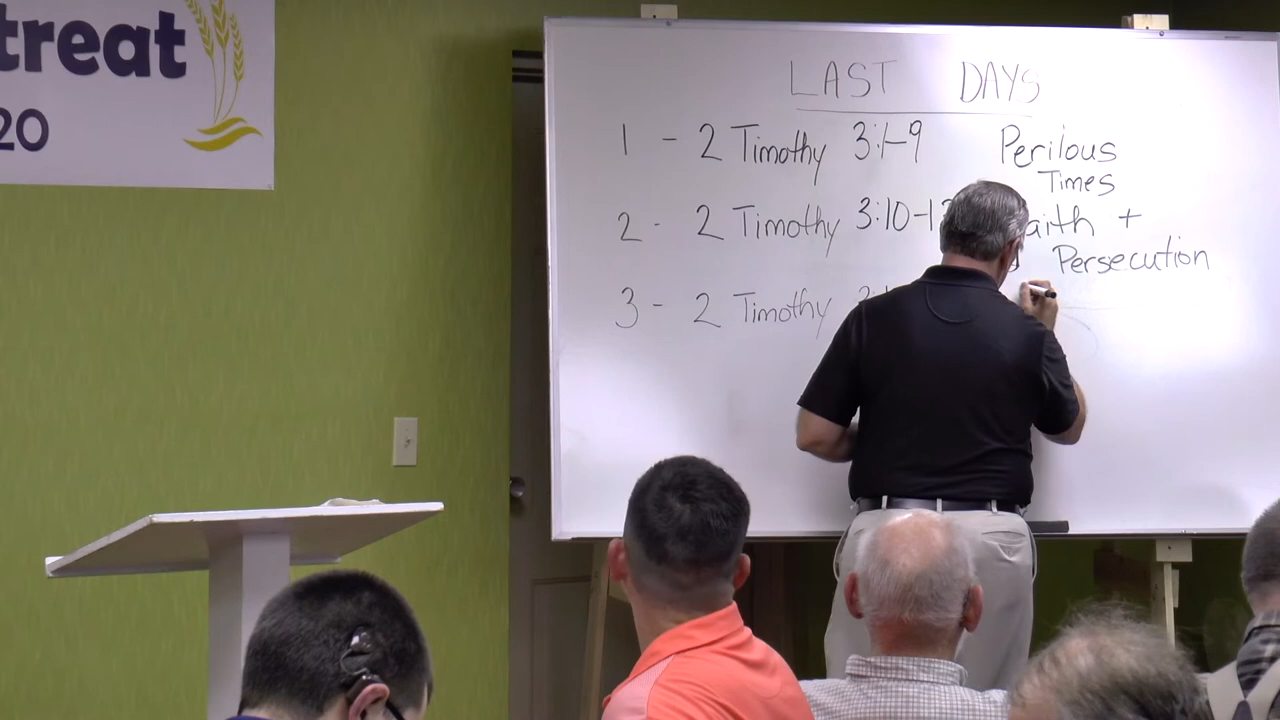 treat
20
LAST DAYS
1 - 2 Timothy 3:1-9 Perilous
Times
2 - 2 Timothy 3:10-1 aith +
Persecution
3 - 2 Timothy